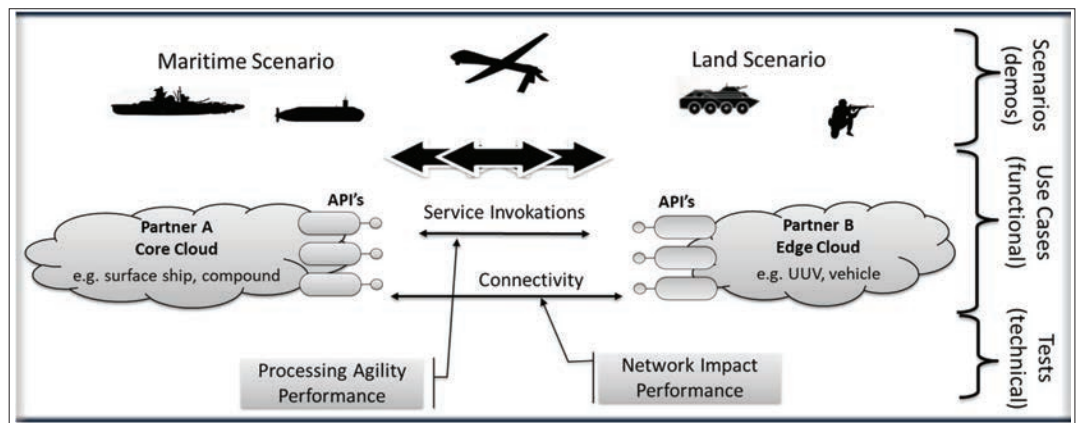 Maritime Scenario
Land Scenario
Scenarios
(demos)
API's
Service Invokations
API's
Partner A
Core Cloud
e.g. surface ship, compound
Partner B
Edge Cloud
e.g. UUV, vehicle
Use Cases
(functional)
Connectivity
Processing Agility
Performance
Network Impact
Performance
Tests
(technical)